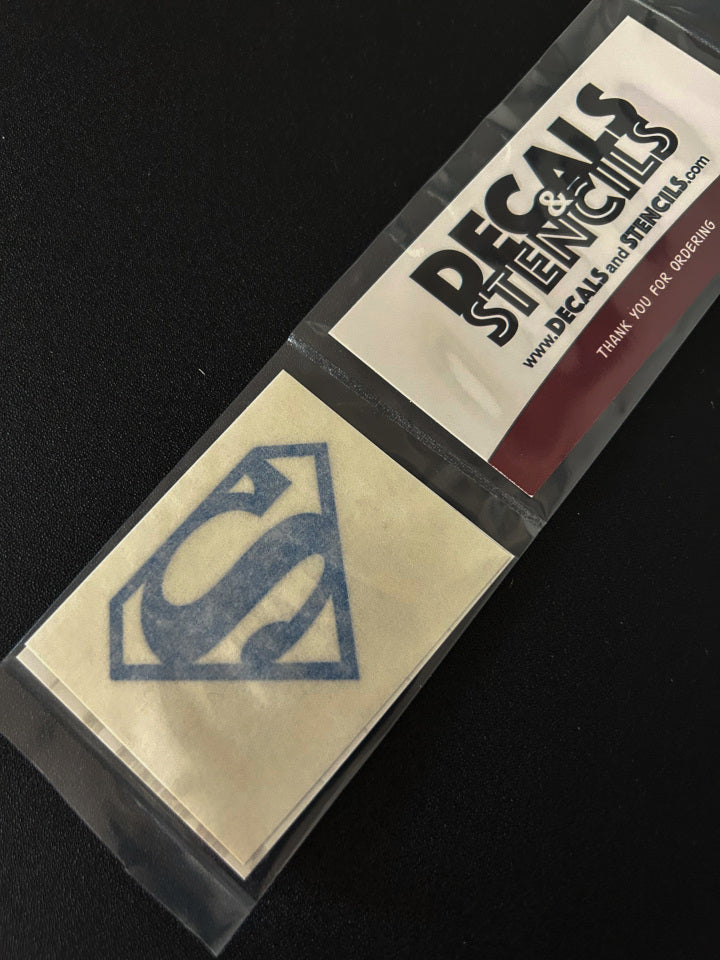 DECALS
&
STENCILS
www.DECALS and STENCILS.com
THANK YOU FOR ORDERING
S